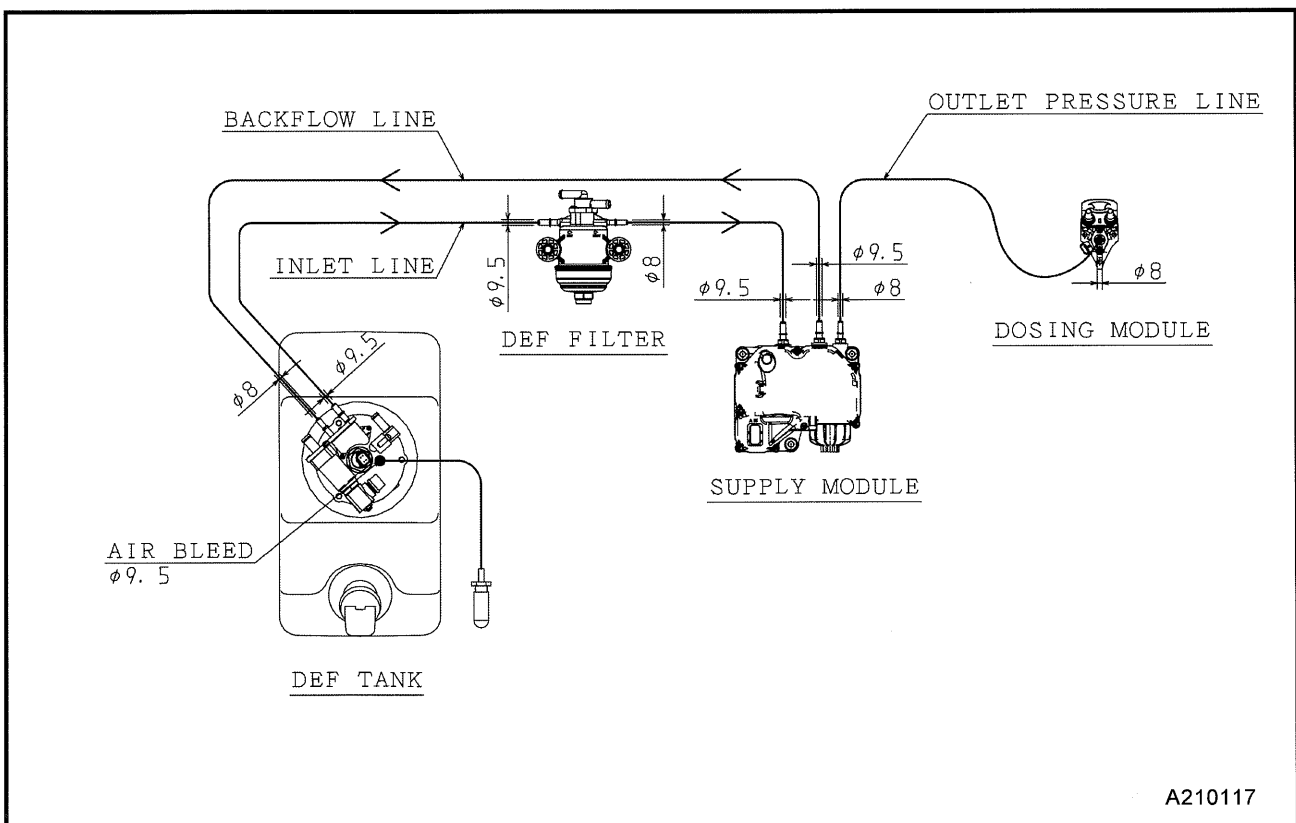 BACKFLOW LINE
OUTLET PRESSURE LINE
INLET LINE
φ9.5
φ8
DEF FILTER
φ9.5
φ9.5
φ8
φ8
DOSING MODULE
φ8
φ9.5
SUPPLY MODULE
AIR BLEED
φ9.5
DEF TANK
A210117